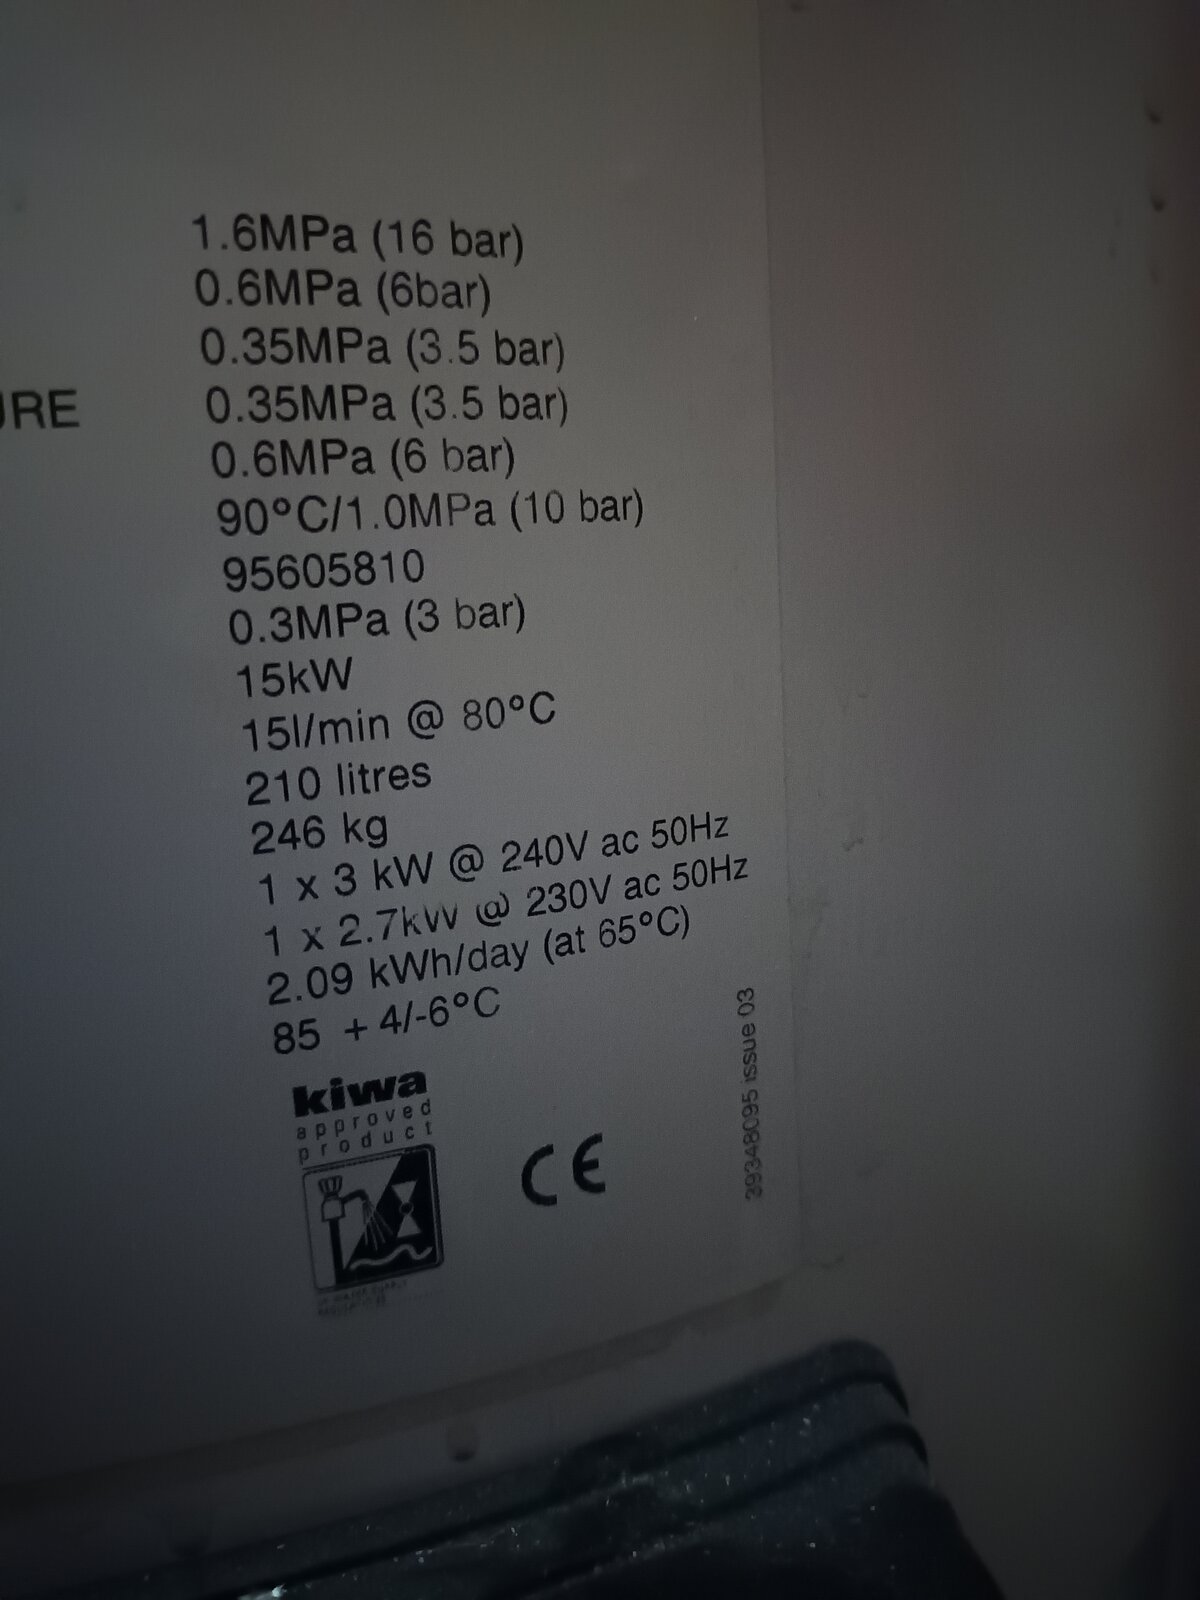 1.6MPa (16 bar)
0.6MPa (6bar)
0.35MPa (3.5 bar)
URE 0.35MPa (3.5 bar)
0.6MPa (6 bar)
90°C/1.0MPa (10 bar)
95605810
0.3MPa (3 bar)
15kW
15l/min @ 80°C
210 litres
246 kg
1 x 3 kW @ 240V ac 50Hz
1 x 2.7kW @ 230V ac 50Hz
2.09 kWh/day (at 65°C)
85 + 4/-6°C
kiwa
approved
product
CE
39348095 issue 03